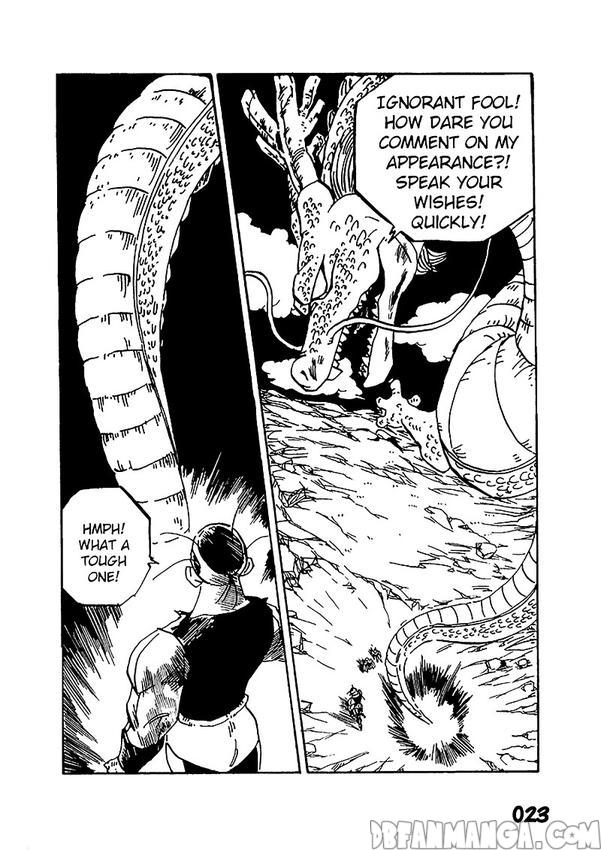 IGNORANT FOOL!
HOW DARE YOU
COMMENT ON MY
APPEARANCE?!
SPEAK YOUR
WISHES!
QUICKLY!
HMPH!
WHAT A
TOUGH
ONE!
023
DBFANMANGA.COM